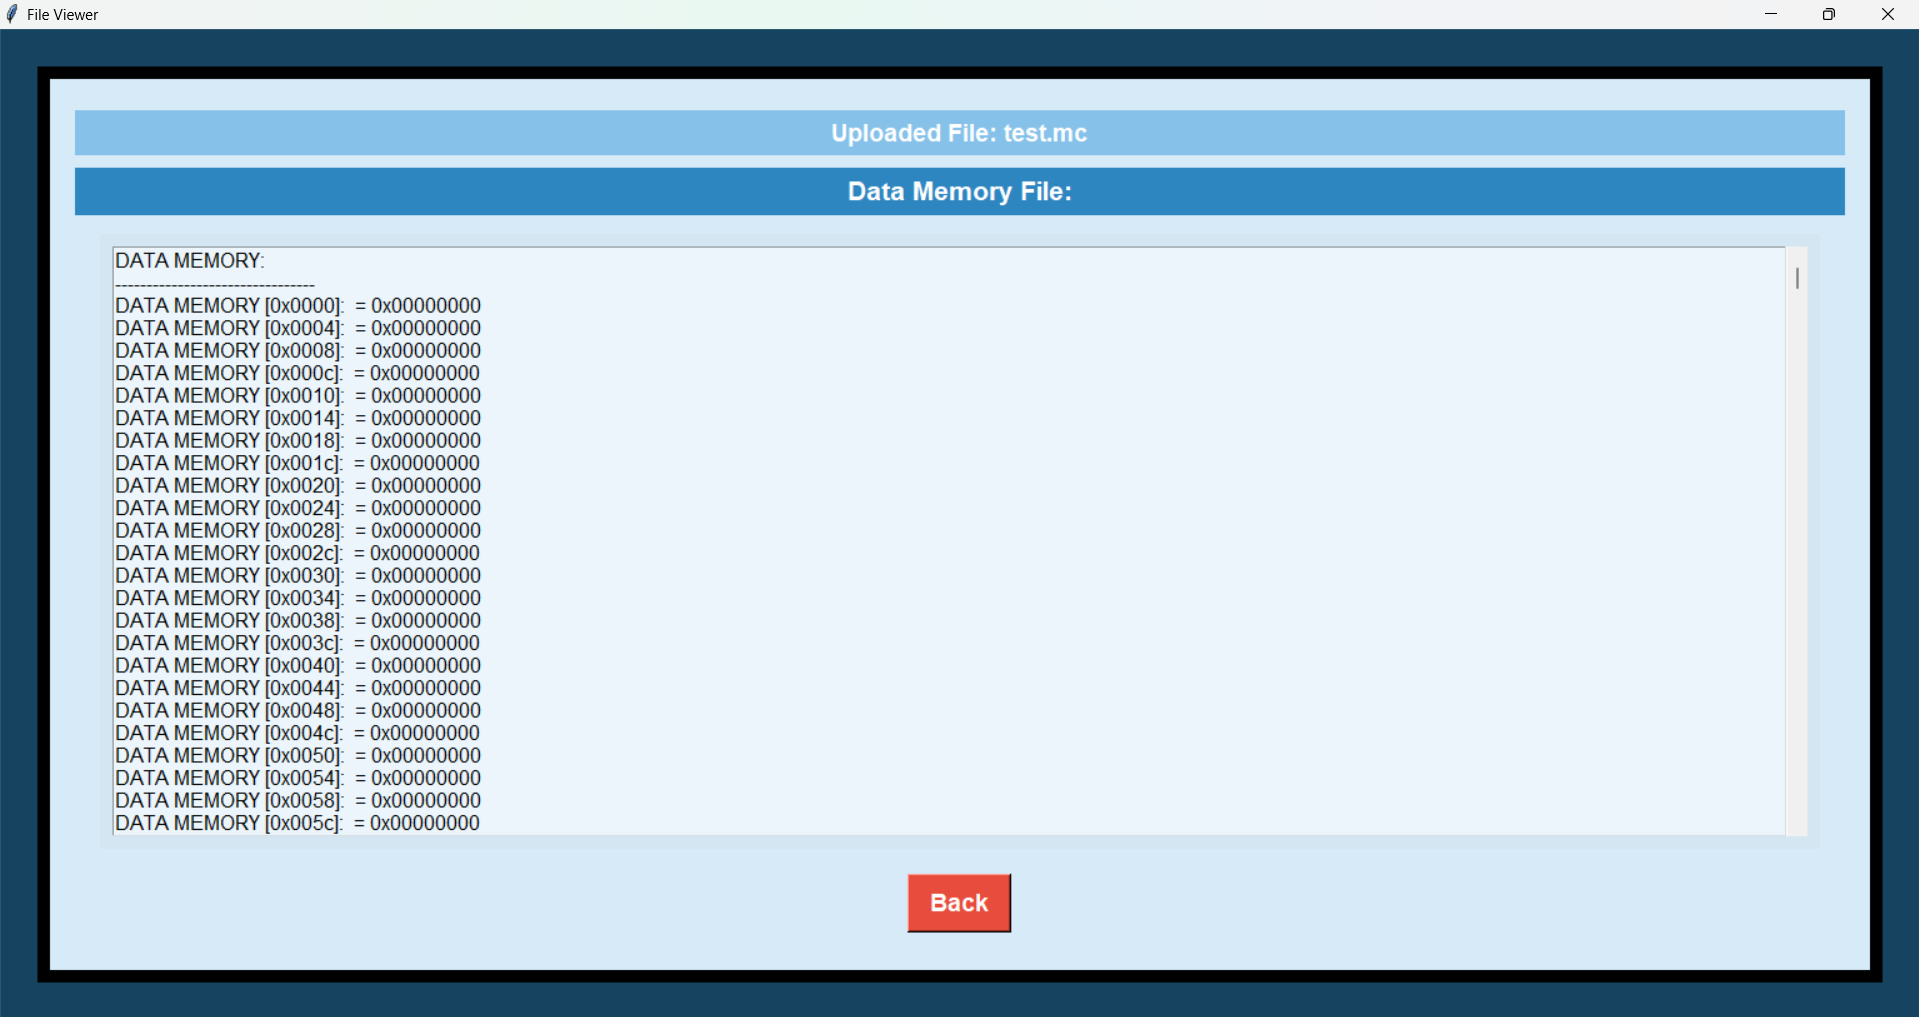 File Viewer
Uploaded File: test.mc
Data Memory File:
DATA MEMORY:
--------------------------------
DATA MEMORY [0x0000]:  = 0x00000000
DATA MEMORY [0x0004]:  = 0x00000000
DATA MEMORY [0x0008]:  = 0x00000000
DATA MEMORY [0x000c]:  = 0x00000000
DATA MEMORY [0x0010]:  = 0x00000000
DATA MEMORY [0x0014]:  = 0x00000000
DATA MEMORY [0x0018]:  = 0x00000000
DATA MEMORY [0x001c]:  = 0x00000000
DATA MEMORY [0x0020]:  = 0x00000000
DATA MEMORY [0x0024]:  = 0x00000000
DATA MEMORY [0x0028]:  = 0x00000000
DATA MEMORY [0x002c]:  = 0x00000000
DATA MEMORY [0x0030]:  = 0x00000000
DATA MEMORY [0x0034]:  = 0x00000000
DATA MEMORY [0x0038]:  = 0x00000000
DATA MEMORY [0x003c]:  = 0x00000000
DATA MEMORY [0x0040]:  = 0x00000000
DATA MEMORY [0x0044]:  = 0x00000000
DATA MEMORY [0x0048]:  = 0x00000000
DATA MEMORY [0x004c]:  = 0x00000000
DATA MEMORY [0x0050]:  = 0x00000000
DATA MEMORY [0x0054]:  = 0x00000000
DATA MEMORY [0x0058]:  = 0x00000000
DATA MEMORY [0x005c]:  = 0x00000000
Back